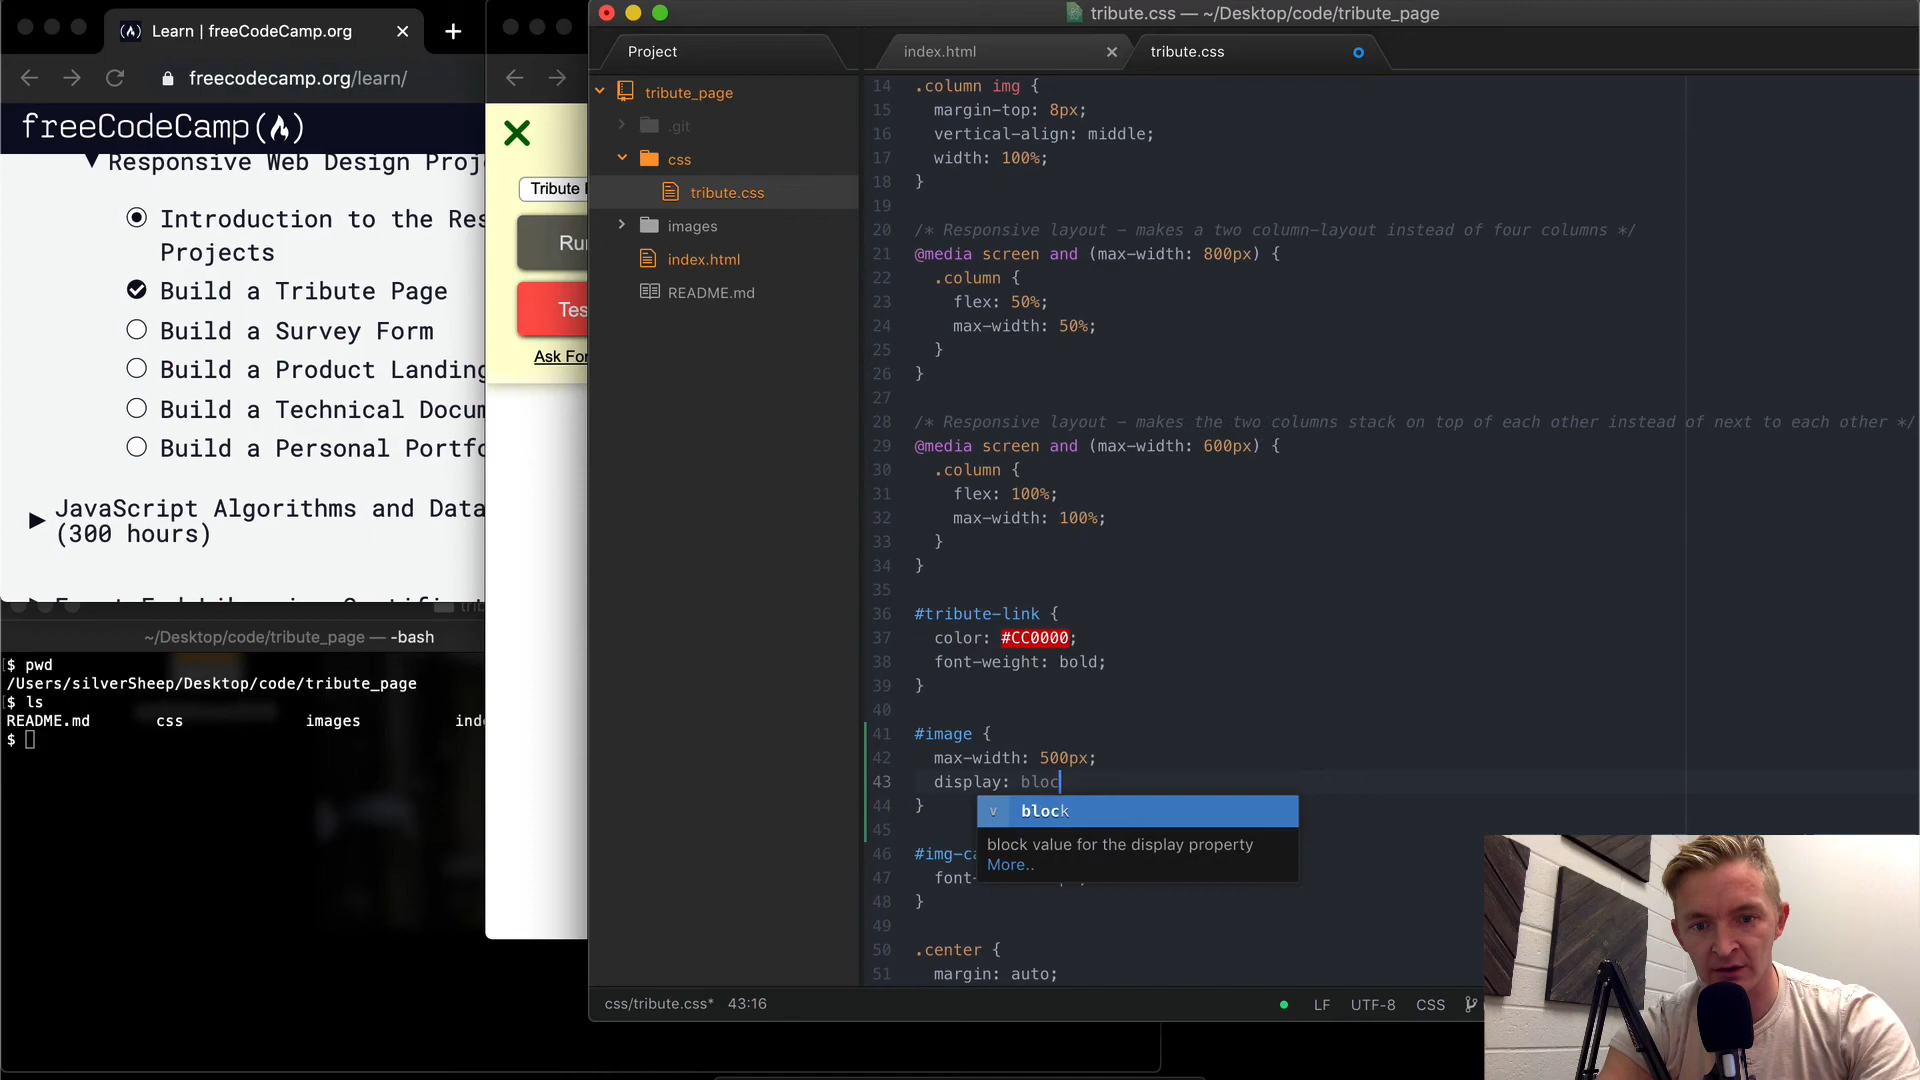 Learn | freeCodeCamp.org
freecodecamp.org/learn/
freeCodeCamp
Responsive Web Design Proj
Introduction to the Res
Projects
Build a Tribute Page
Build a Survey Form
Build a Product Landing
Build a Technical Docum
Build a Personal Portfo
JavaScript Algorithms and Data
(300 hours)
~/Desktop/code/tribute_page — -bash
$ pwd
/Users/silverSheep/Desktop/code/tribute_page
$ ls
README.md css images ind
$
Tribute
Ru
Tes
Ask For
tribute.css — ~/Desktop/code/tribute_page
Project
index.html
tribute.css
tribute_page
.git
css
tribute.css
images
index.html
README.md
14 .column img {
15 margin-top: 8px;
16 vertical-align: middle;
17 width: 100%;
18 }
19
20 /* Responsive layout - makes a two column-layout instead of four columns */
21 @media screen and (max-width: 800px) {
22 .column {
23 flex: 50%;
24 max-width: 50%;
25 }
26 }
27
28 /* Responsive layout - makes the two columns stack on top of each other instead of next to each other */
29 @media screen and (max-width: 600px) {
30 .column {
31 flex: 100%;
32 max-width: 100%;
33 }
34 }
35
36 #tribute-link {
37 color: #CC0000;
38 font-weight: bold;
39 }
40
41 #image {
42 max-width: 500px;
43 display: bloc
44 }
45
46 #img-ca
47 font-
48 }
49
50 .center {
51 margin: auto;
v block
block value for the display property
More..
css/tribute.css* 43:16
LF UTF-8 CSS